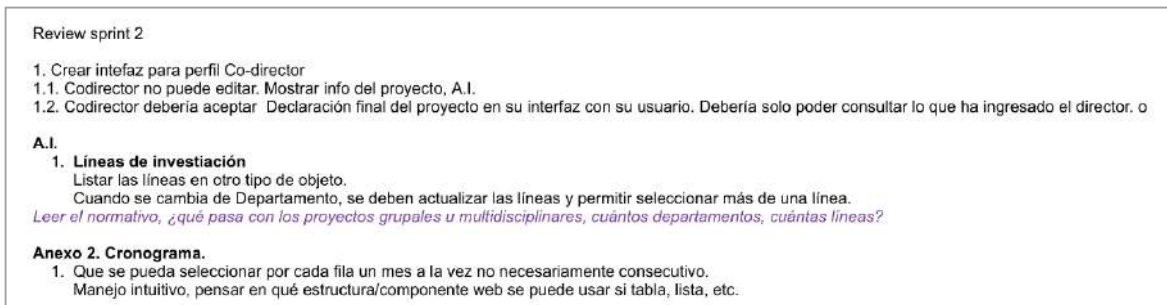 Review sprint 2
1. Crear intefaz para perfil Co-director
1.1. Codirector no puede editar. Mostrar info del proyecto, A.I.
1.2. Codirector debería aceptar Declaración final del proyecto en su interfaz con su usuario. Debería solo poder consultar lo que ha ingresado el director. o
A.I.
1. Líneas de investiación
Listar las líneas en otro tipo de objeto.
Cuando se cambia de Departamento, se deben actualizar las líneas y permitir seleccionar más de una línea.
Leer el normativo, ¿qué pasa con los proyectos grupales u multidisciplinares, cuántos departamentos, cuántas líneas?
Anexo 2. Cronograma.
1. Que se pueda seleccionar por cada fila un mes a la vez no necesariamente consecutivo.
Manejo intuitivo, pensar en qué estructura/componente web se puede usar si tabla, lista, etc.